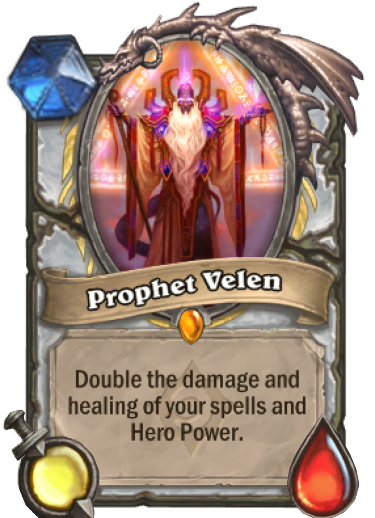 Prophet Velen
Double the damage and
healing of your spells and
Hero Power.